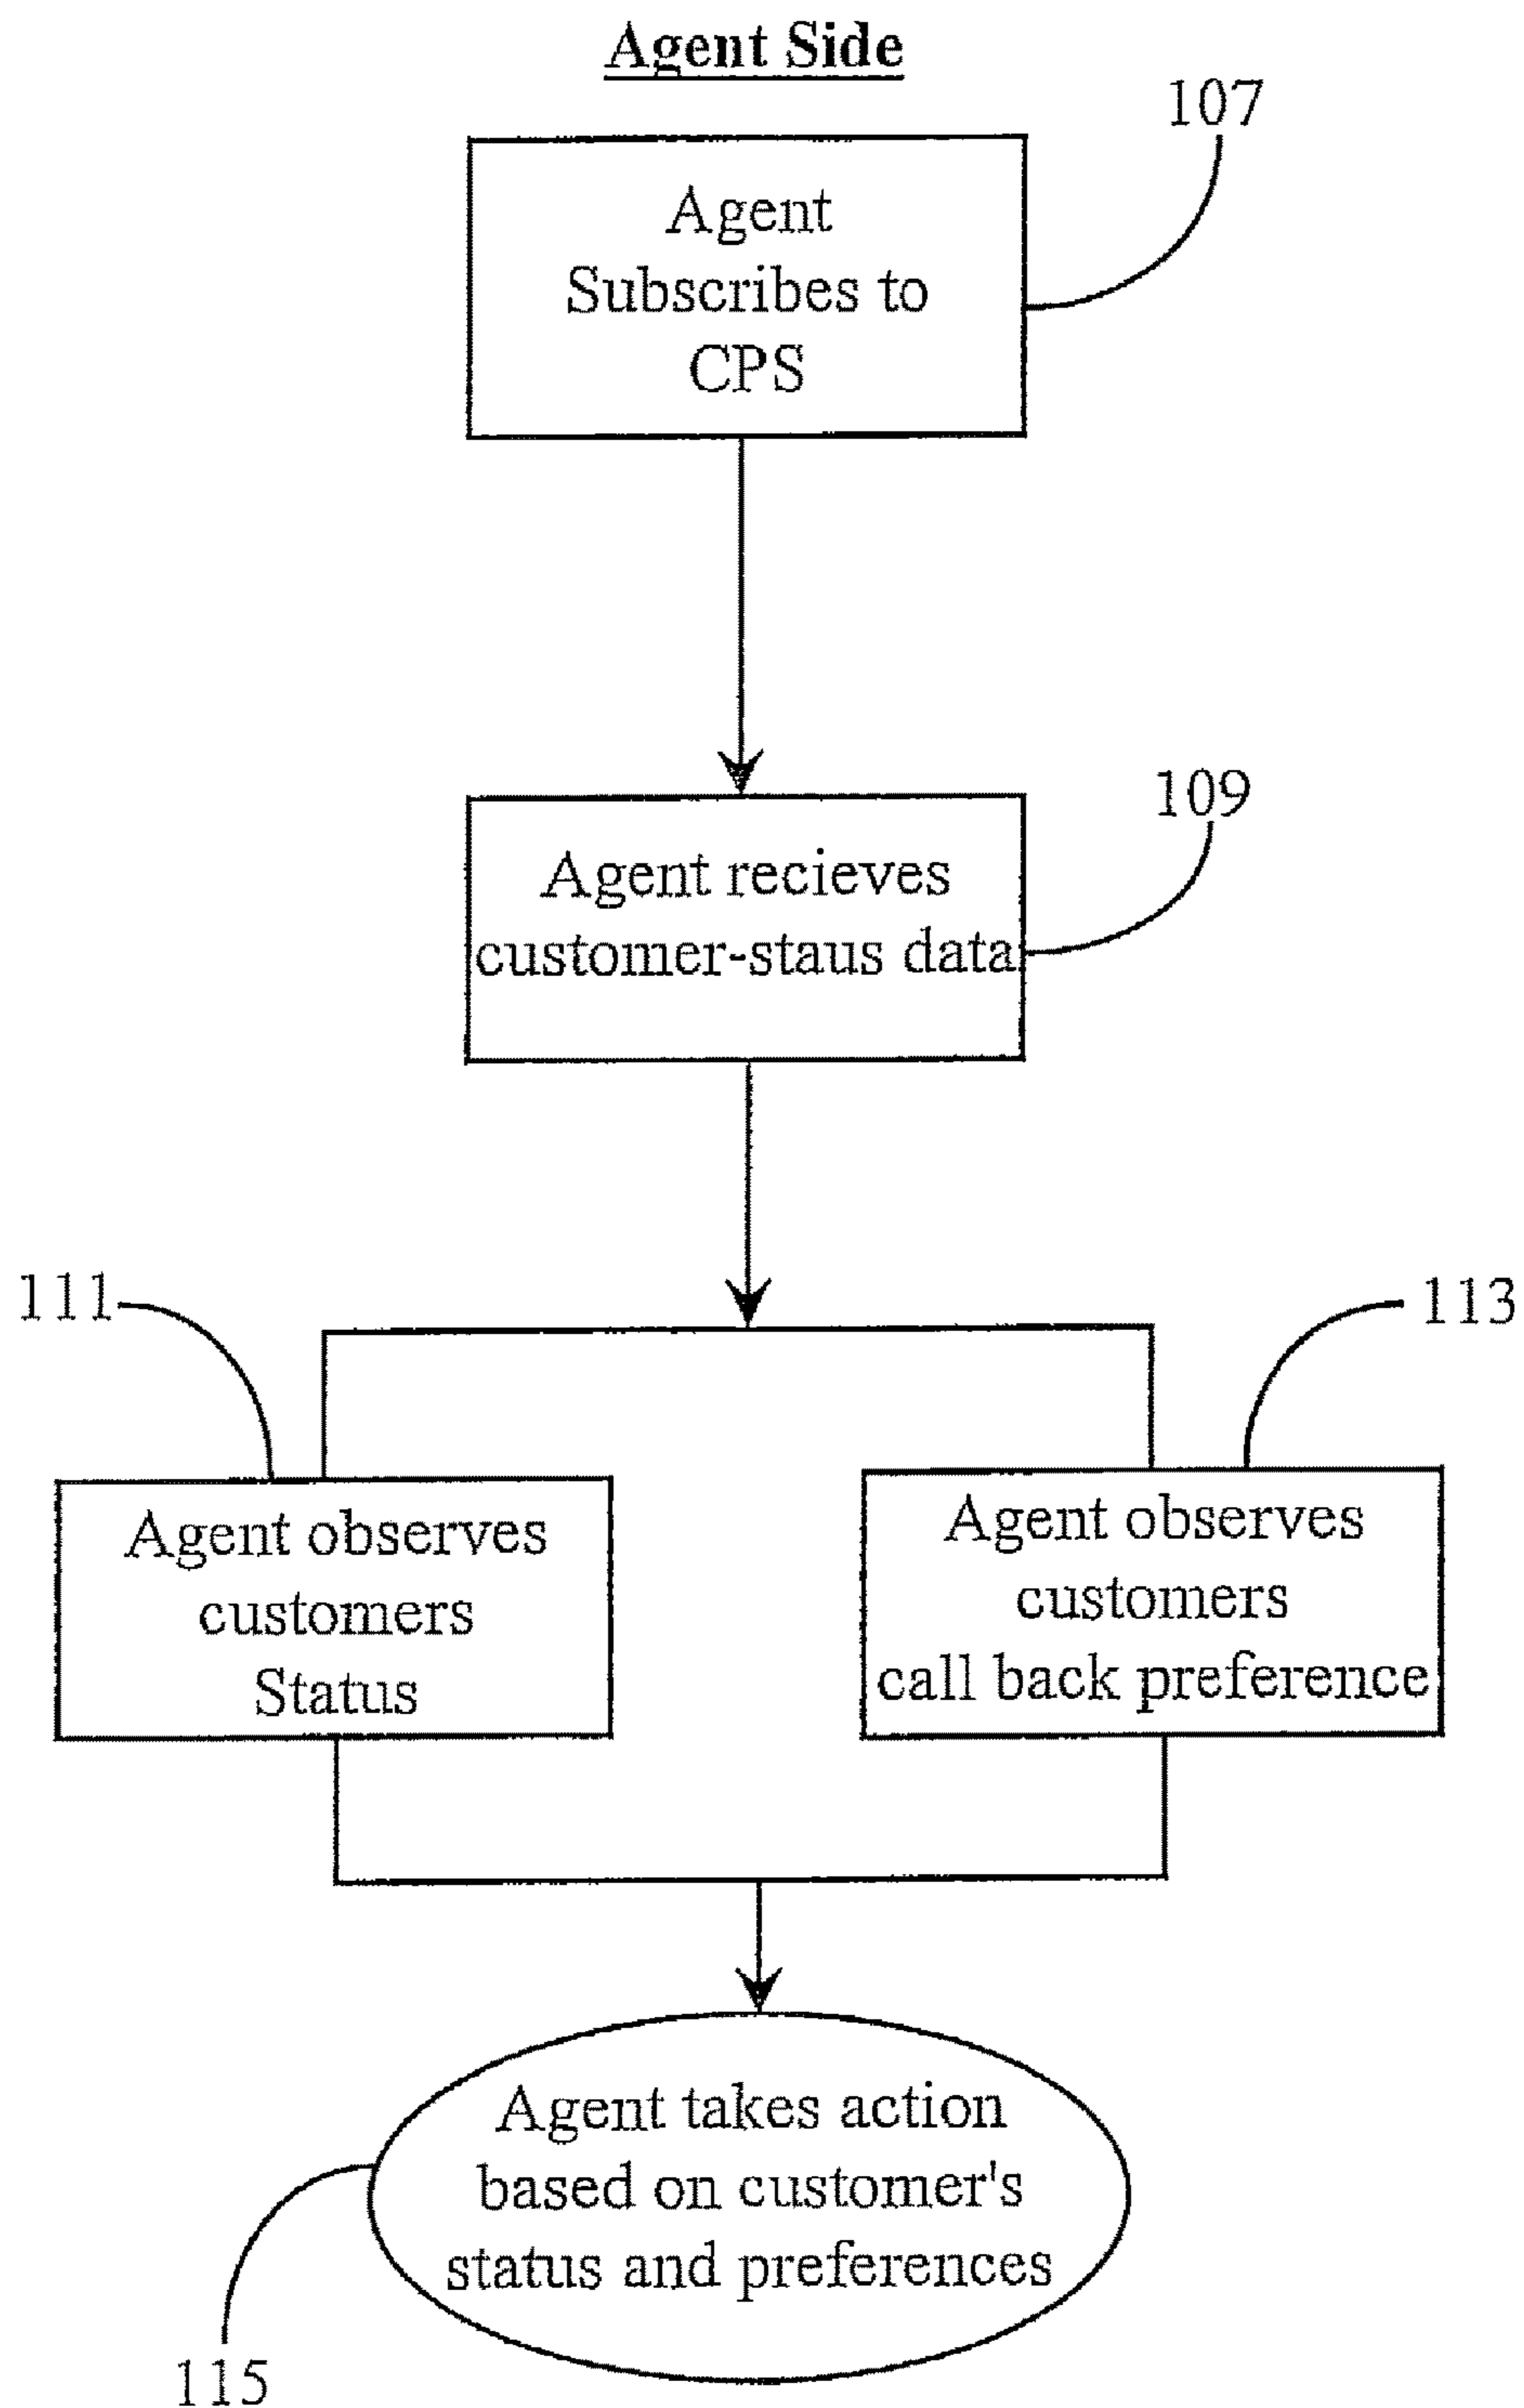 Agent Side
107
Agent
Subscribes to
CPS
109
Agent recieves
customer-staus data
111
113
Agent observes
customers
Status
Agent observes
customers
call back preference
Agent takes action
based on customer's
status and preferences
115